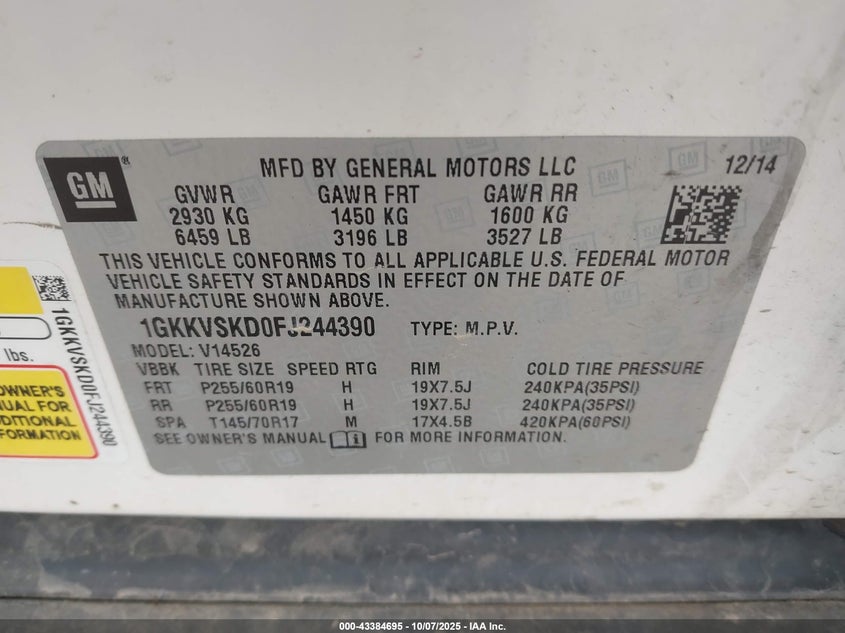 GM
MFD BY GENERAL MOTORS LLC 12/14
GVWR GAWR FRT GAWR RR
2930 KG 1450 KG 1600 KG
6459 LB 3196 LB 3527 LB
THIS VEHICLE CONFORMS TO ALL APPLICABLE U.S. FEDERAL MOTOR
VEHICLE SAFETY STANDARDS IN EFFECT ON THE DATE OF
MANUFACTURE SHOWN ABOVE.
1GKKVSKD0FJ244390 TYPE: M.P.V.
MODEL: V14526
VBBK TIRE SIZE SPEED RTG RIM COLD TIRE PRESSURE
FRT P255/60R19 H 19X7.5J 240KPA(35PSI)
RR P255/60R19 H 19X7.5J 240KPA(35PSI)
SPA T145/70R17 M 17X4.5B 420KPA(60PSI)
SEE OWNER'S MANUAL FOR MORE INFORMATION.
1GKKVSKD0FJ244390
lbs.
OWNER'S
FOR
000-43384695 - 10/07/2025 - IAA Inc.